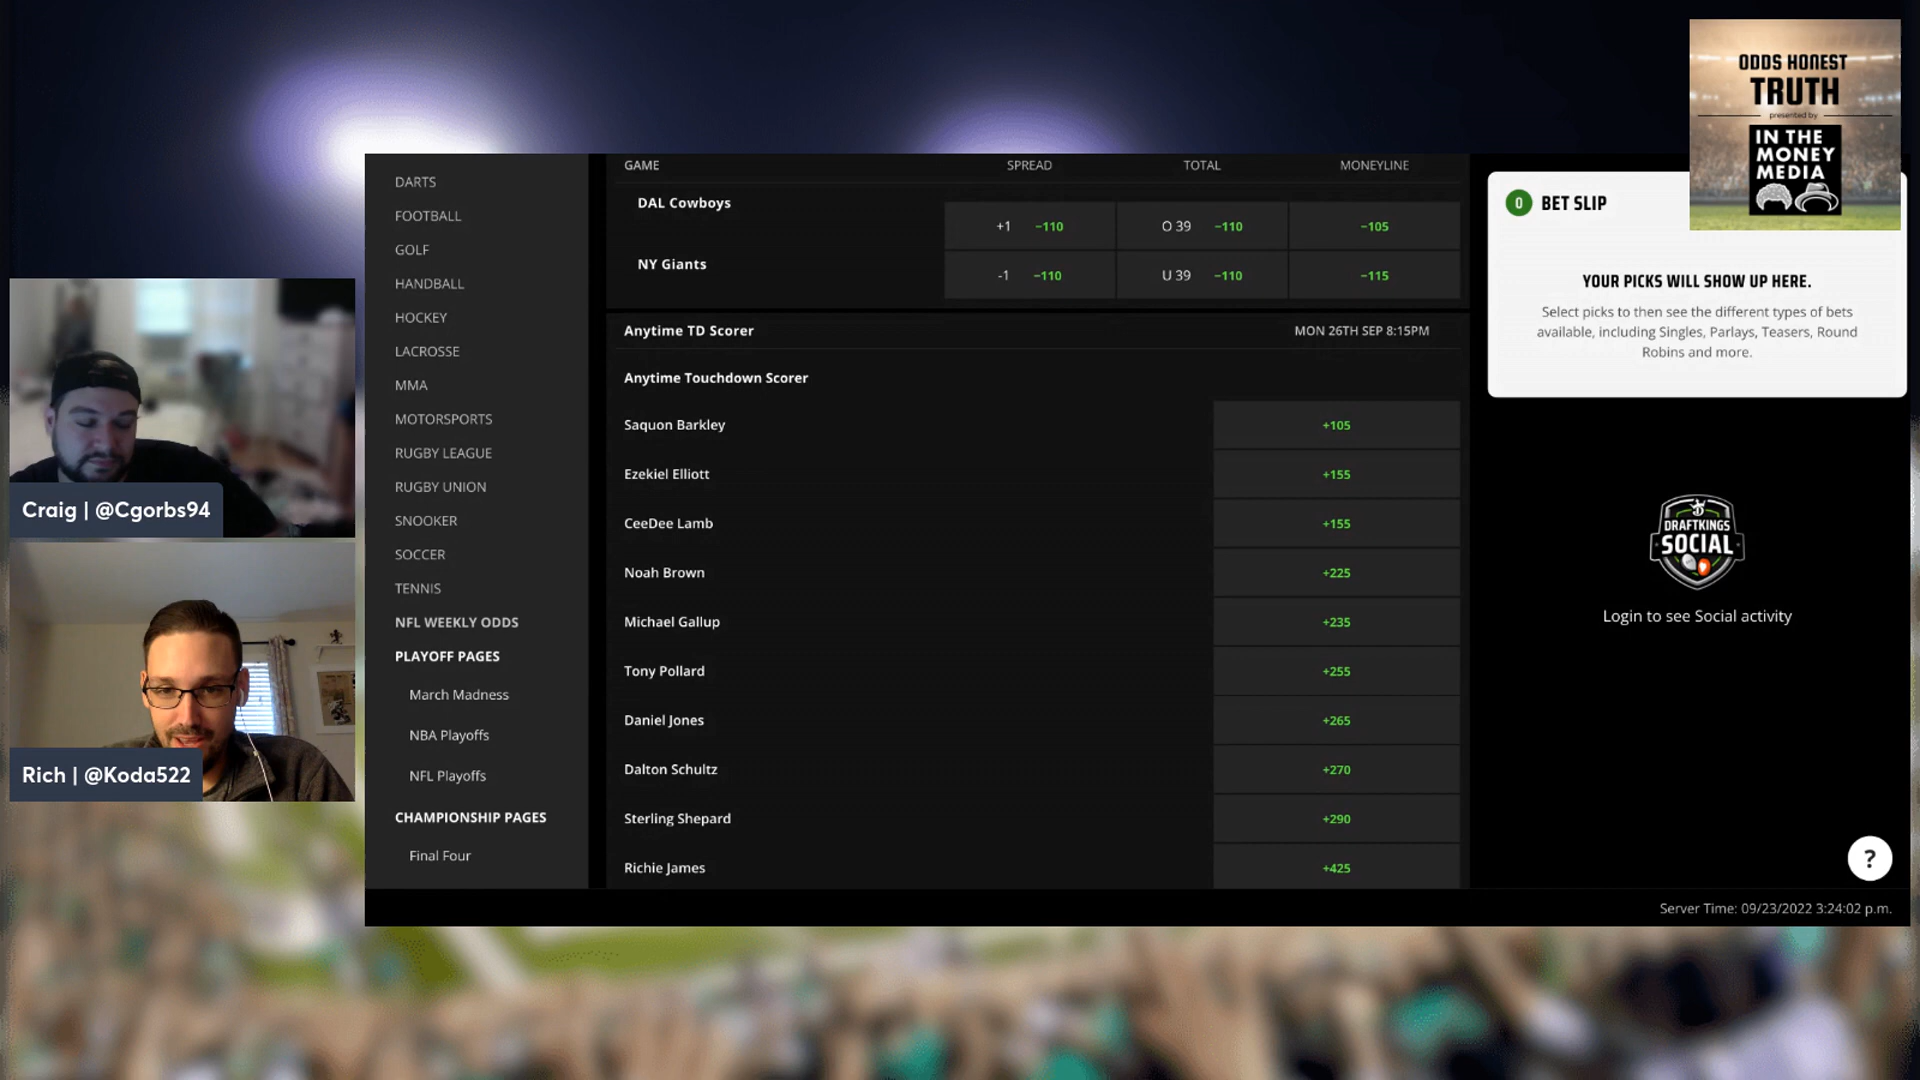 ODDS HONEST
TRUTH
presented by
IN THE
MONEY
MEDIA
GAME SPREAD TOTAL MONEYLINE
DAL Cowboys +1 −110 O 39 −110 −105
NY Giants -1 −110 U 39 −110 −115
Anytime TD Scorer MON 26TH SEP 8:15PM
Anytime Touchdown Scorer
Saquon Barkley +105
Ezekiel Elliott +155
CeeDee Lamb +155
Noah Brown +225
Michael Gallup +235
Tony Pollard +255
Daniel Jones +265
Dalton Schultz +270
Sterling Shepard +290
Richie James +425
DARTS
FOOTBALL
GOLF
HANDBALL
HOCKEY
LACROSSE
MMA
MOTORSPORTS
RUGBY LEAGUE
RUGBY UNION
SNOOKER
SOCCER
TENNIS
NFL WEEKLY ODDS
PLAYOFF PAGES
March Madness
NBA Playoffs
NFL Playoffs
CHAMPIONSHIP PAGES
Final Four
0 BET SLIP
YOUR PICKS WILL SHOW UP HERE.
Select picks to then see the different types of bets
available, including Singles, Parlays, Teasers, Round
Robins and more.
DRAFTKINGS
SOCIAL
Login to see Social activity
?
Server Time: 09/23/2022 3:24:02 p.m.
Craig | @Cgorbs94
Rich | @Koda522